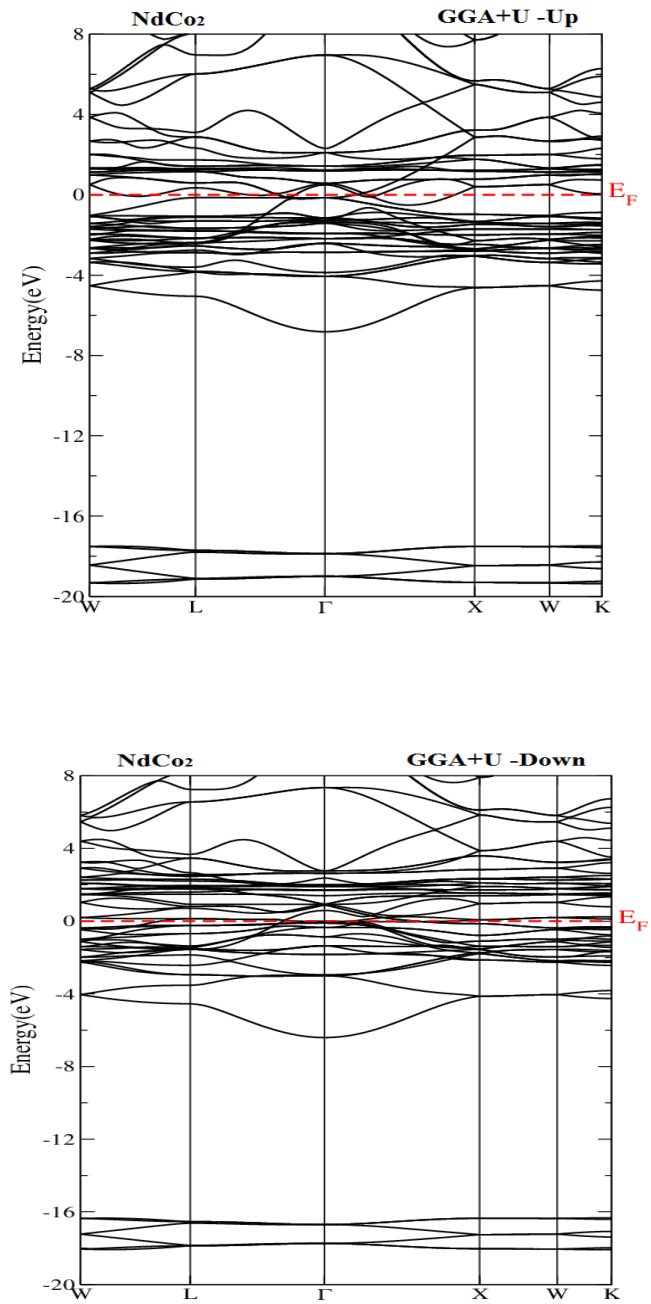 NdCo₂ GGA+U -Up
8
4
0
E_F
-4
-8
-12
-16
-20
Energy(eV)
W L Γ X W K
NdCo₂ GGA+U -Down
8
4
0
E_F
-4
-8
-12
-16
-20
Energy(eV)
W L Γ X W K